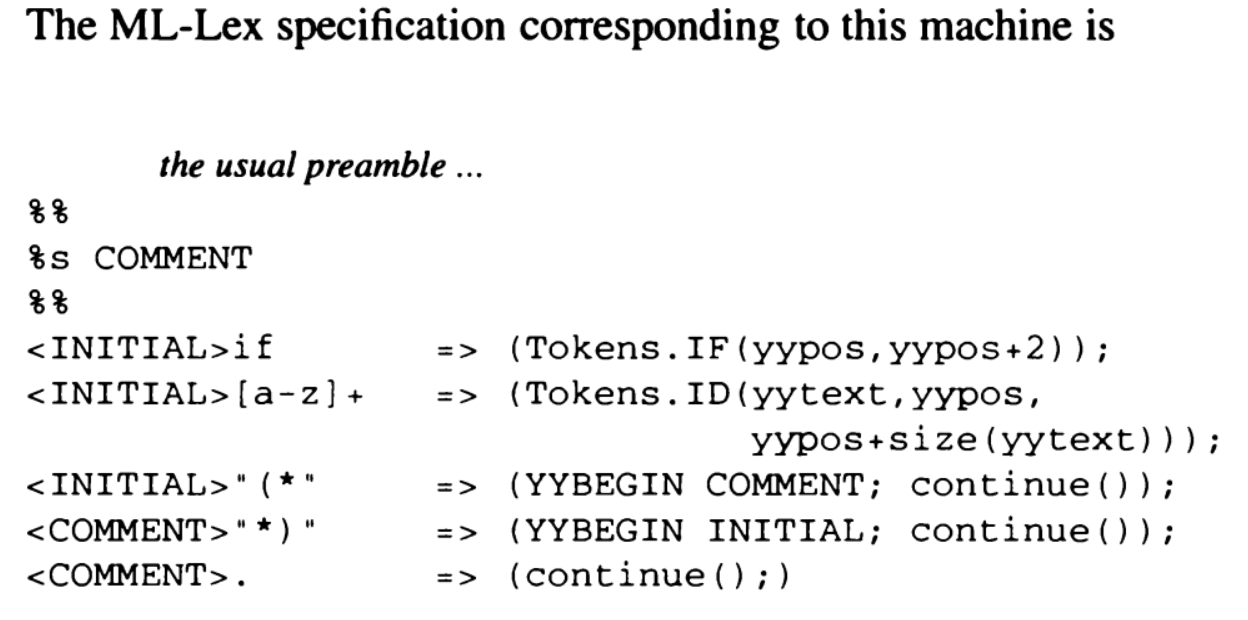 The ML-Lex specification corresponding to this machine is
the usual preamble ...
%%
%s COMMENT
%%
<INITIAL>if => (Tokens.IF(yypos,yypos+2));
<INITIAL>[a-z]+ => (Tokens.ID(yytext,yypos,
yypos+size(yytext)));
<INITIAL>"(*" => (YYBEGIN COMMENT; continue());
<COMMENT>"*)" => (YYBEGIN INITIAL; continue());
<COMMENT>. => (continue();)